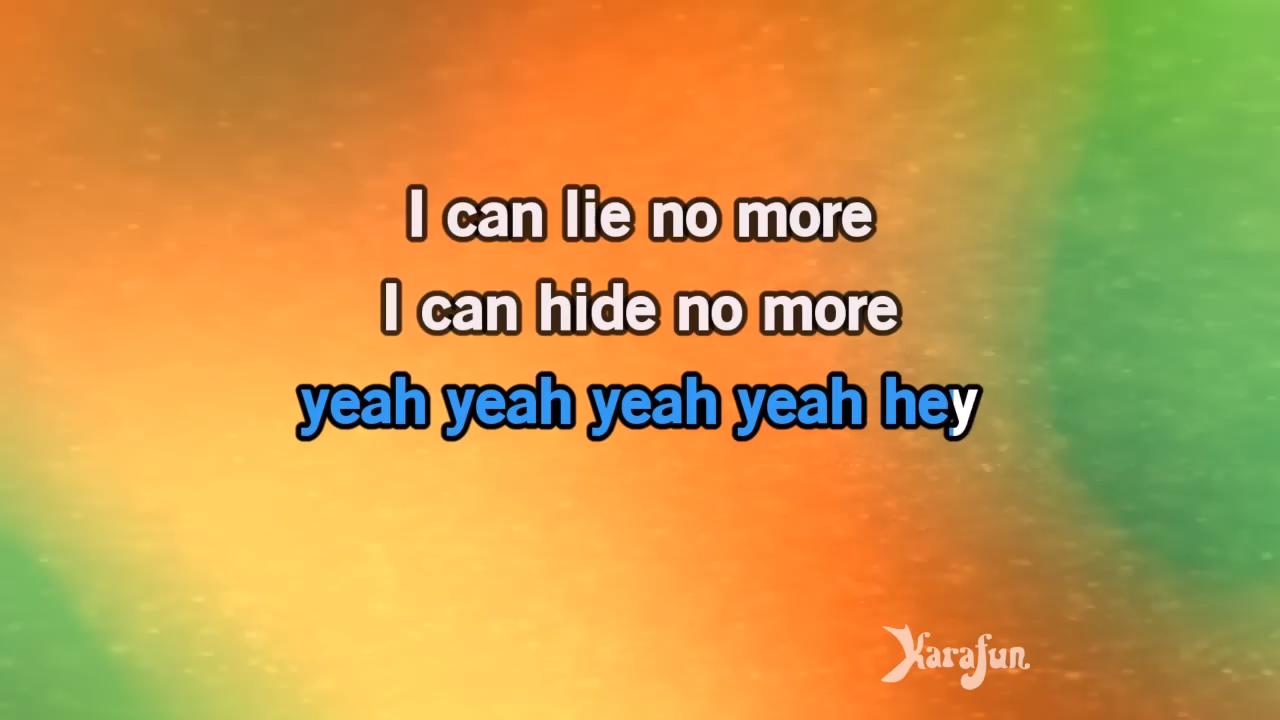 I can lie no more
I can hide no more
yeah yeah yeah yeah hey
Karafun